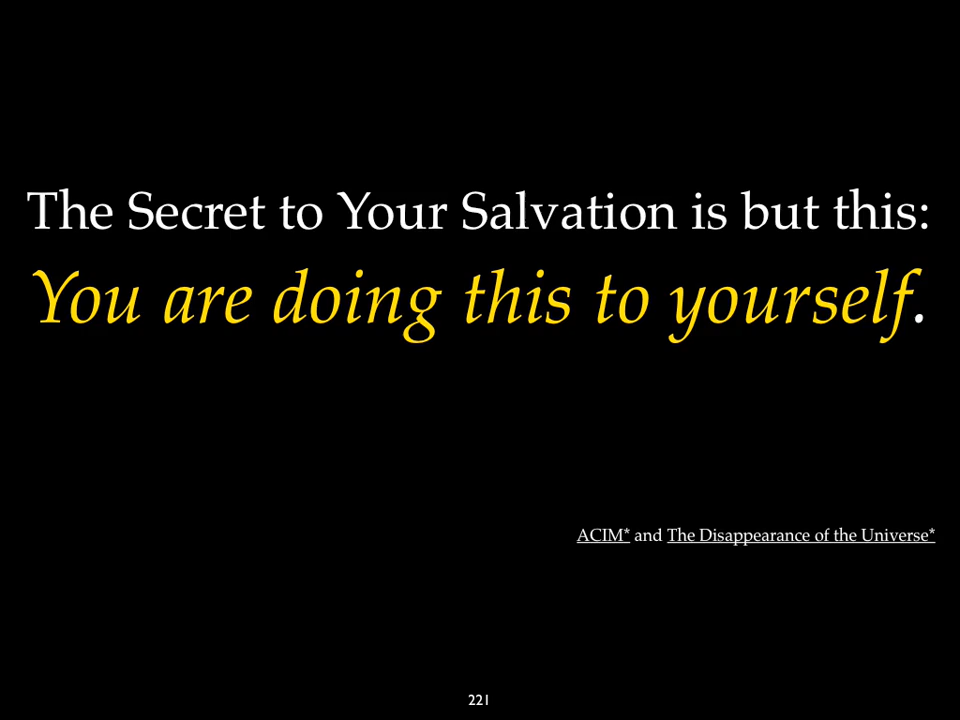 The Secret to Your Salvation is but this:
You are doing this to yourself.
ACIM* and The Disappearance of the Universe*
221